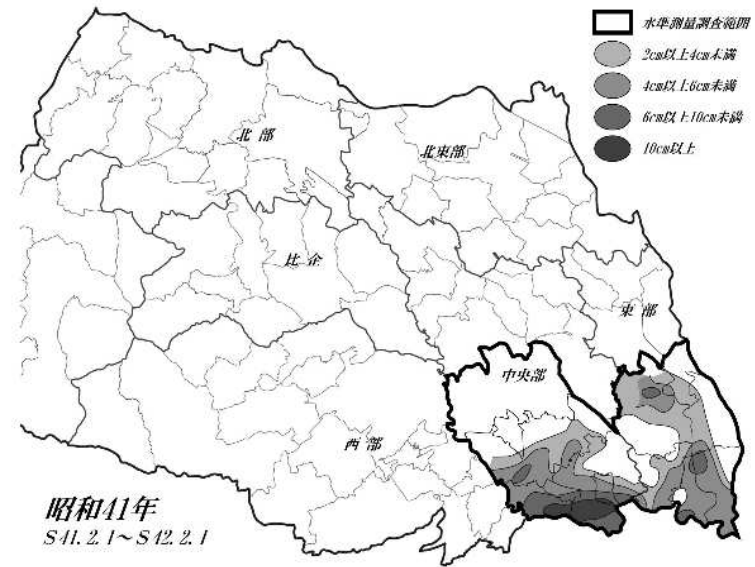 水準測量調査範囲
2cm以上4cm未満
4cm以上6cm未満
6cm以上10cm未満
10cm以上
北部
北東部
比企
東部
中央部
西部
昭和41年
S41.2.1～S42.2.1